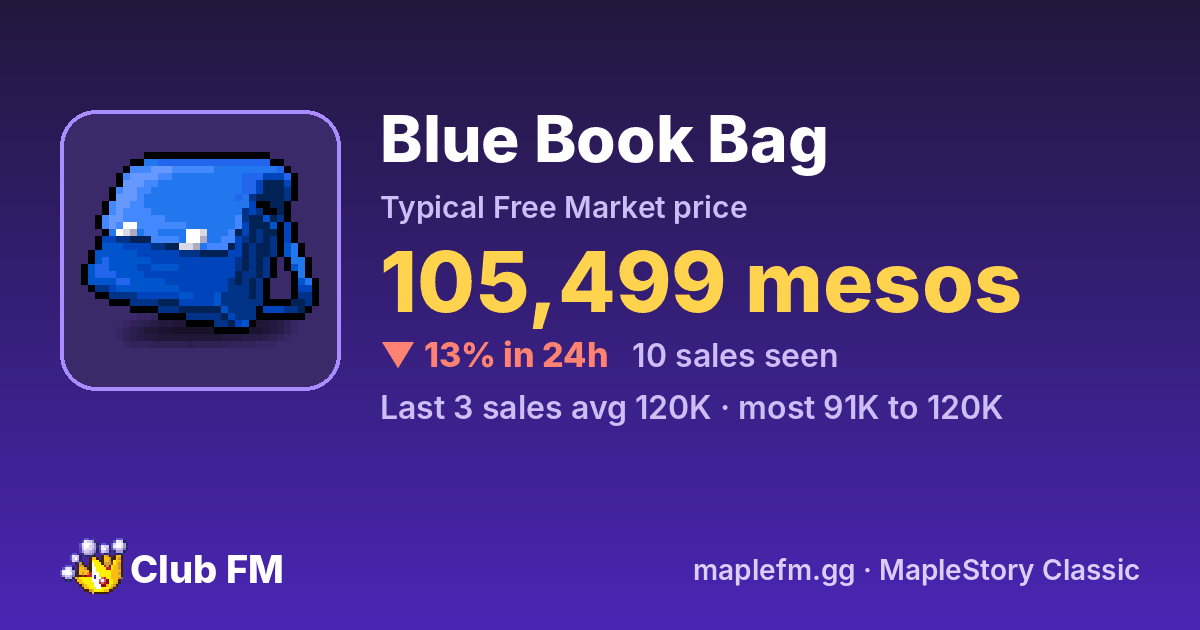 Blue Book Bag
Typical Free Market price
105,499 mesos
▼ 13% in 24h 10 sales seen
Last 3 sales avg 120K · most 91K to 120K
Club FM
maplefm.gg · MapleStory Classic